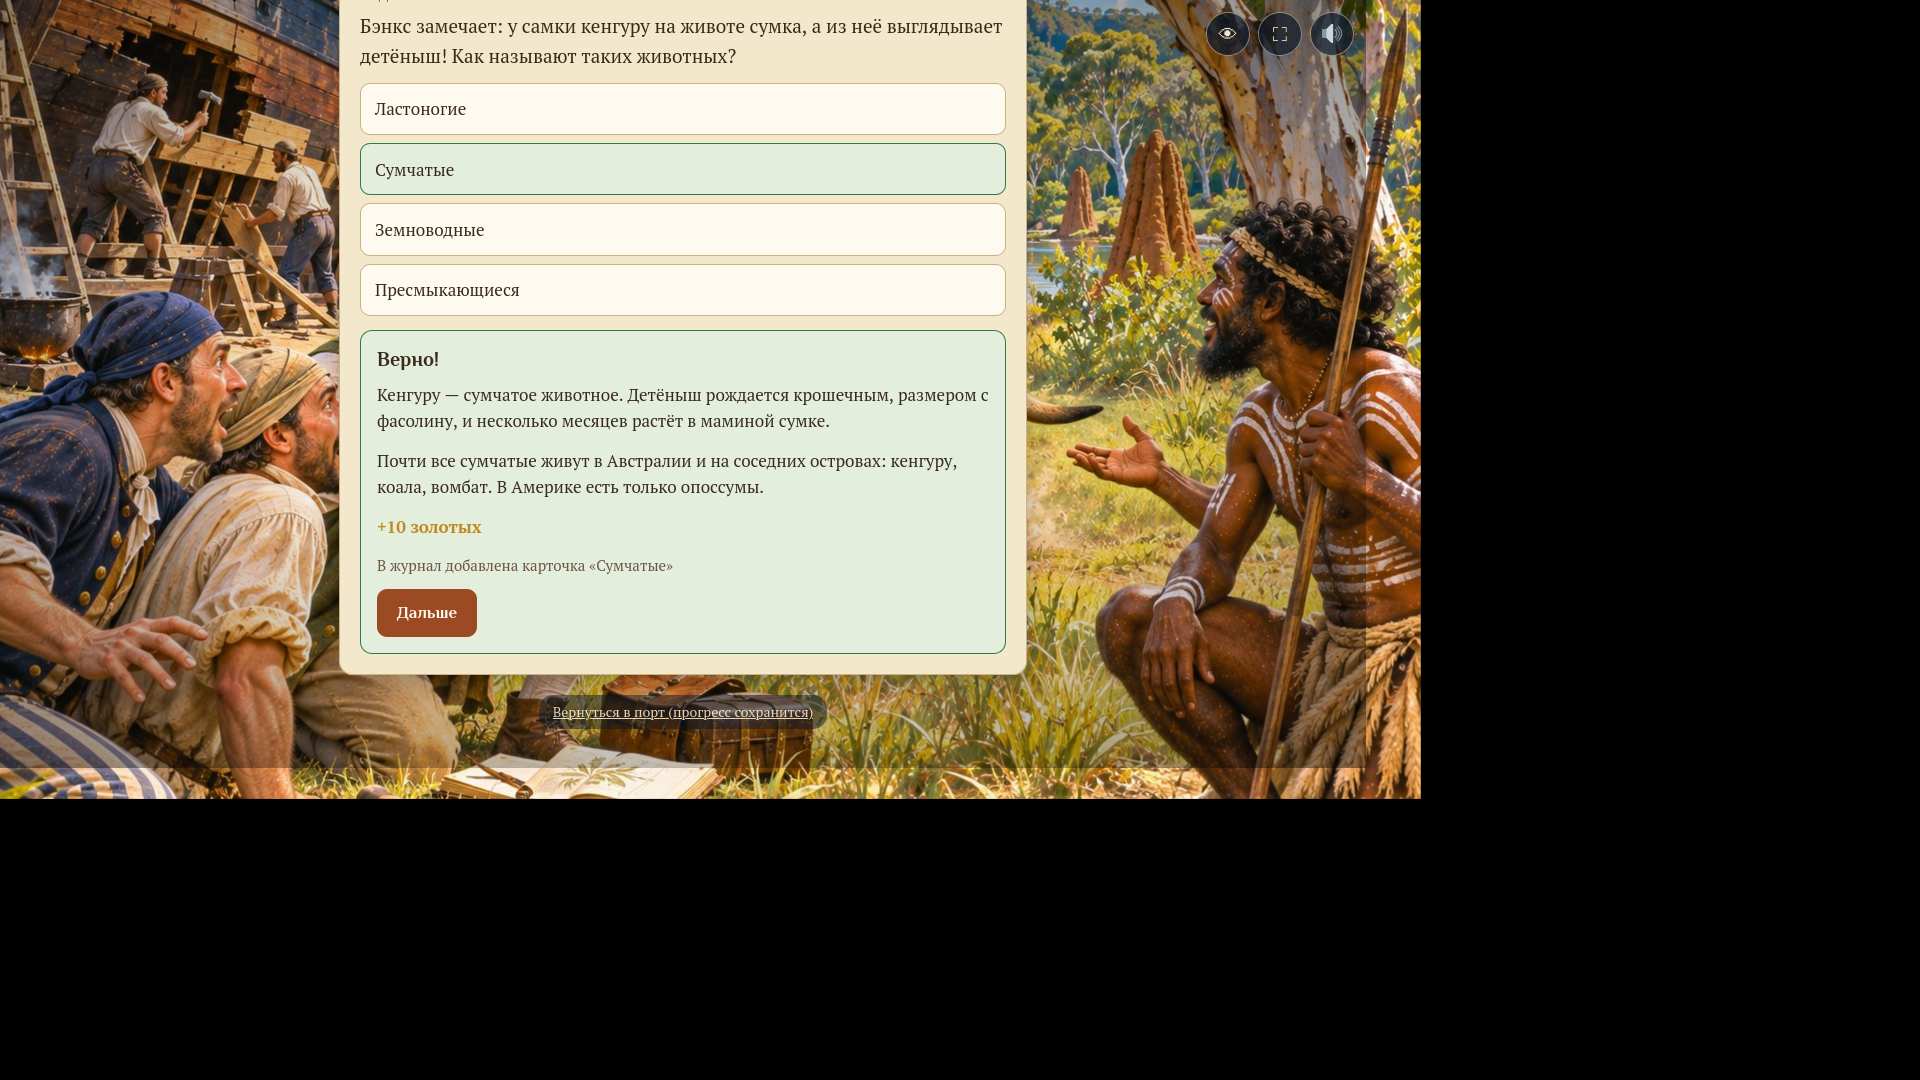 Бэнкс замечает: у самки кенгуру на животе сумка, а из неё выглядывает
детёныш! Как называют таких животных?
Ластоногие
Сумчатые
Земноводные
Пресмыкающиеся
Верно!
Кенгуру — сумчатое животное. Детёныш рождается крошечным, размером с
фасолину, и несколько месяцев растёт в маминой сумке.
Почти все сумчатые живут в Австралии и на соседних островах: кенгуру,
коала, вомбат. В Америке есть только опоссумы.
+10 золотых
В журнал добавлена карточка «Сумчатые»
Дальше
Вернуться в порт (прогресс сохранится)